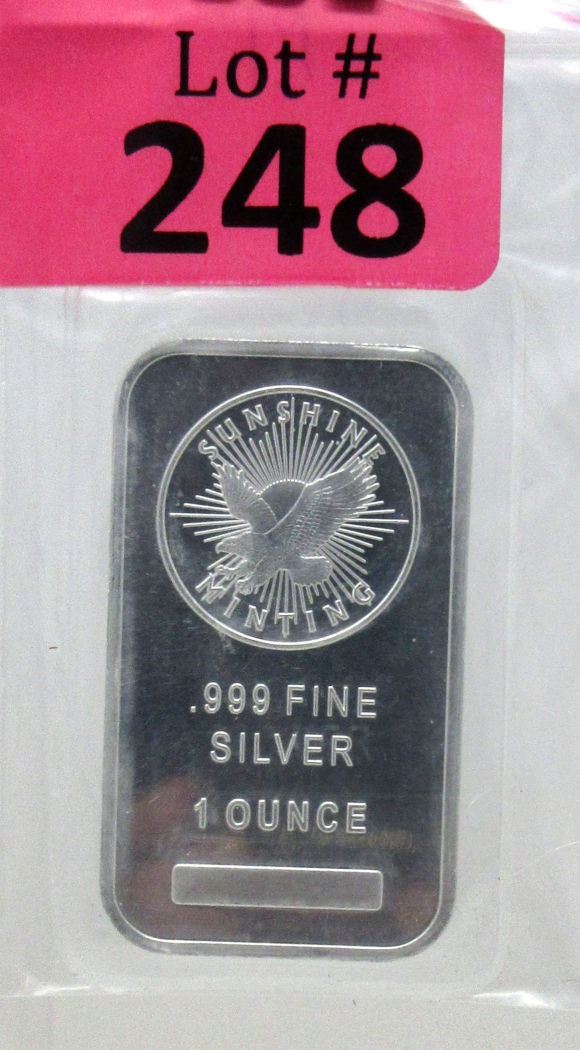 Lot #
248
SUNSHINE
MINTING
.999 FINE
SILVER
1 OUNCE